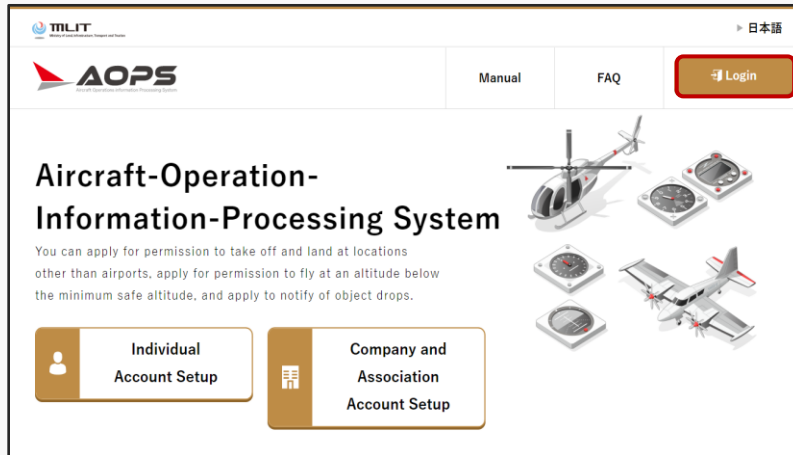 MLIT
Ministry of Land, Infrastructure, Transport and Tourism
日本語
AOPS
Aircraft Operations Information Processing System
Manual
FAQ
Login
Aircraft-Operation-
Information-Processing System
You can apply for permission to take off and land at locations
other than airports, apply for permission to fly at an altitude below
the minimum safe altitude, and apply to notify of object drops.
Individual
Account Setup
Company and
Association
Account Setup